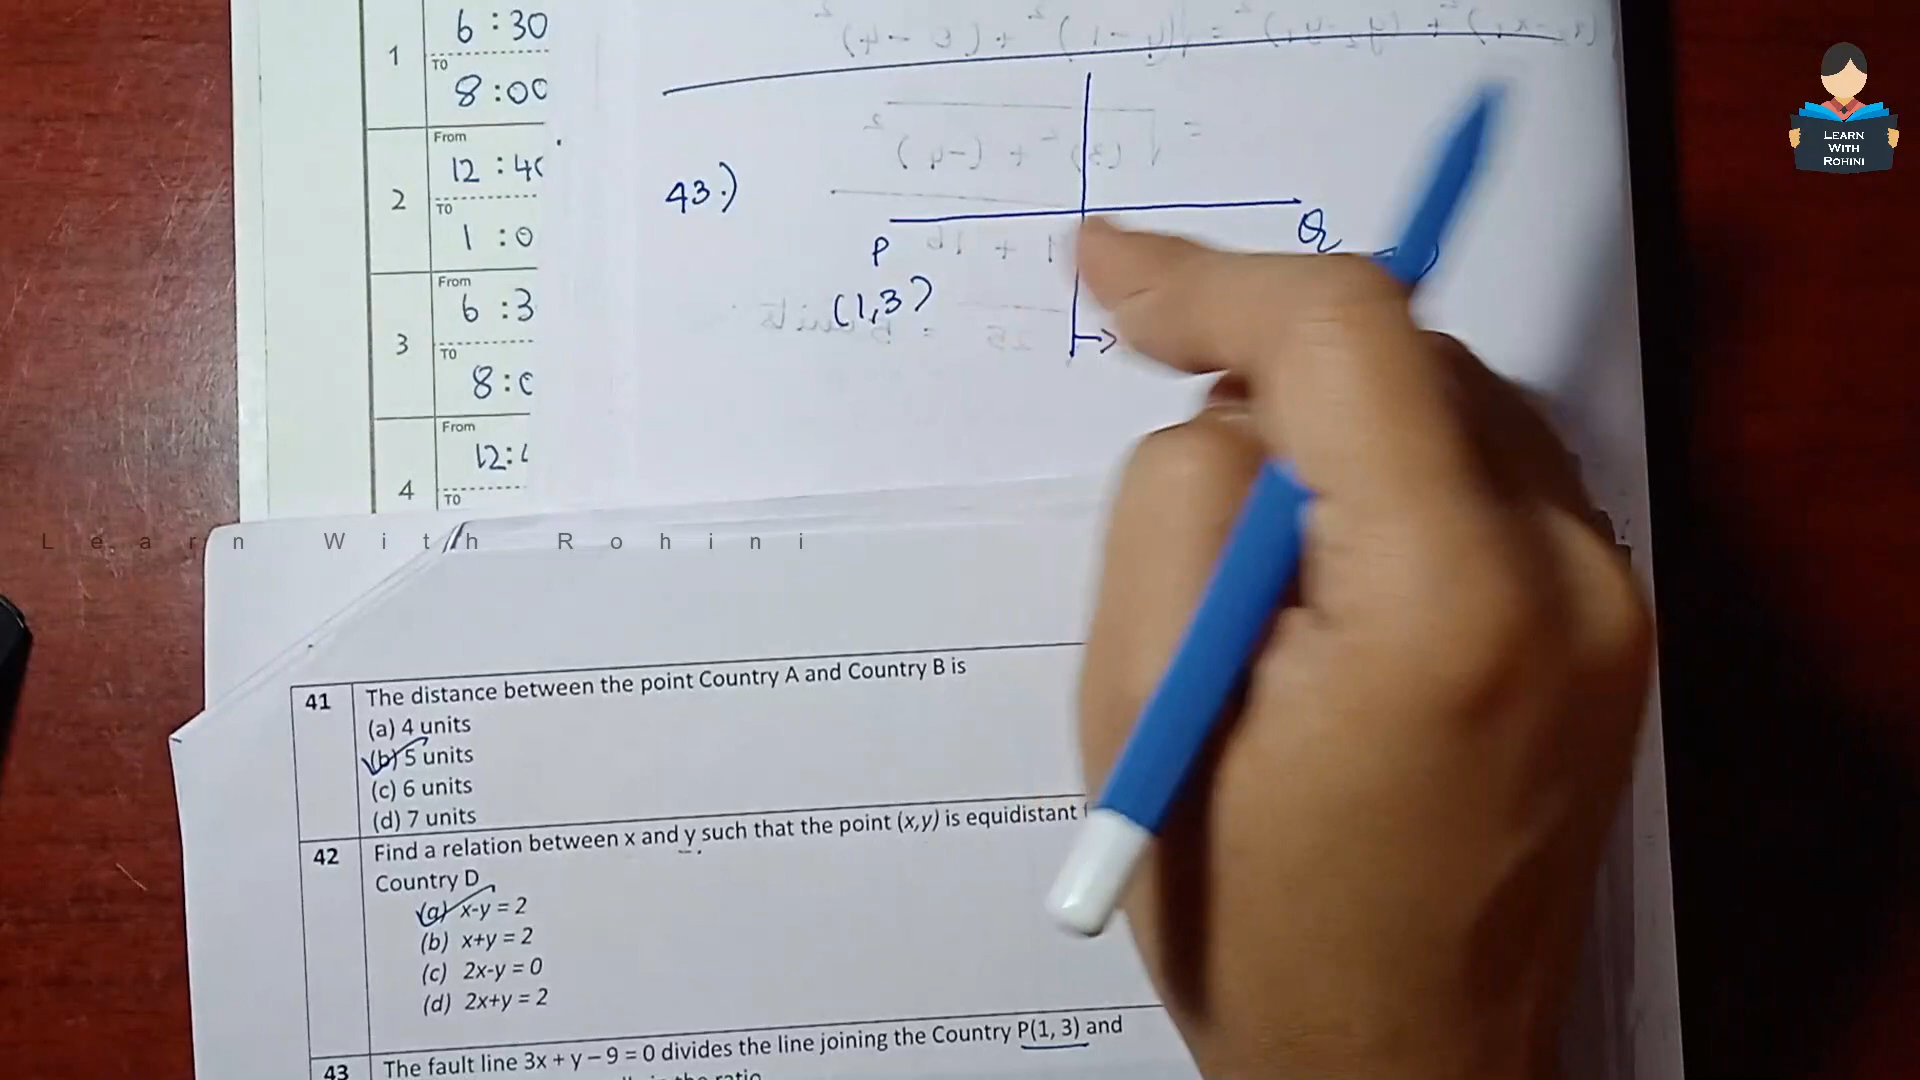 1
6 : 30
TO
8 : 00
2
From
12 : 40
TO
1 : 0
3
From
6 : 3
TO
8 : 0
4
From
12 :
TO
43.)
P
Q
(1,3)
LEARN
WITH
ROHINI
Learn With Rohini
41 The distance between the point Country A and Country B is
(a) 4 units
(b) 5 units
(c) 6 units
(d) 7 units
42 Find a relation between x and y such that the point (x,y) is equidistant
Country D
(a) x-y = 2
(b) x+y = 2
(c) 2x-y = 0
(d) 2x+y = 2
43 The fault line 3x + y – 9 = 0 divides the line joining the Country P(1, 3) and
the ratio